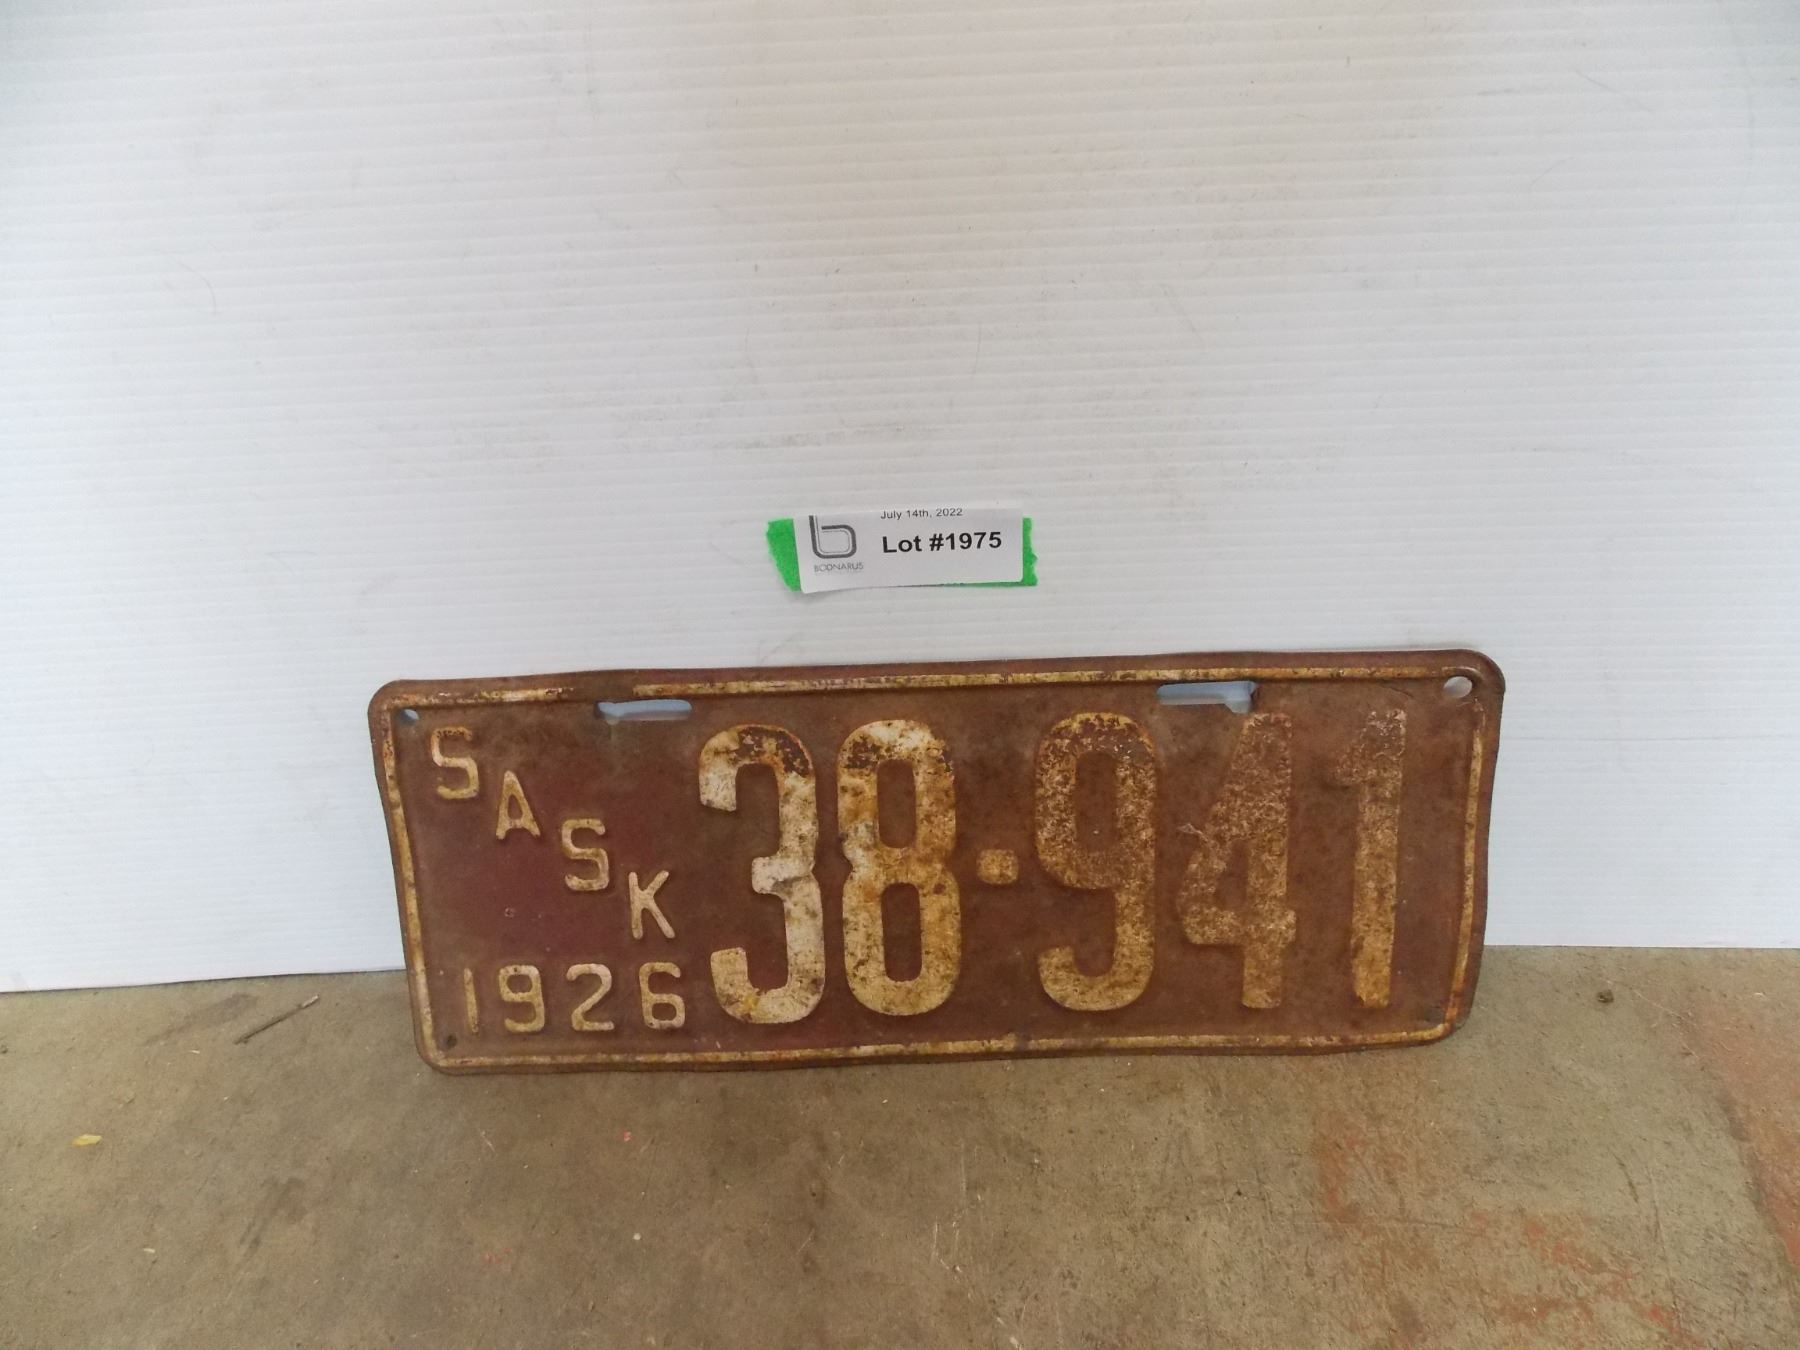 July 14th, 2022
Lot #1975
BODNARUS
SASK
38-941
1926